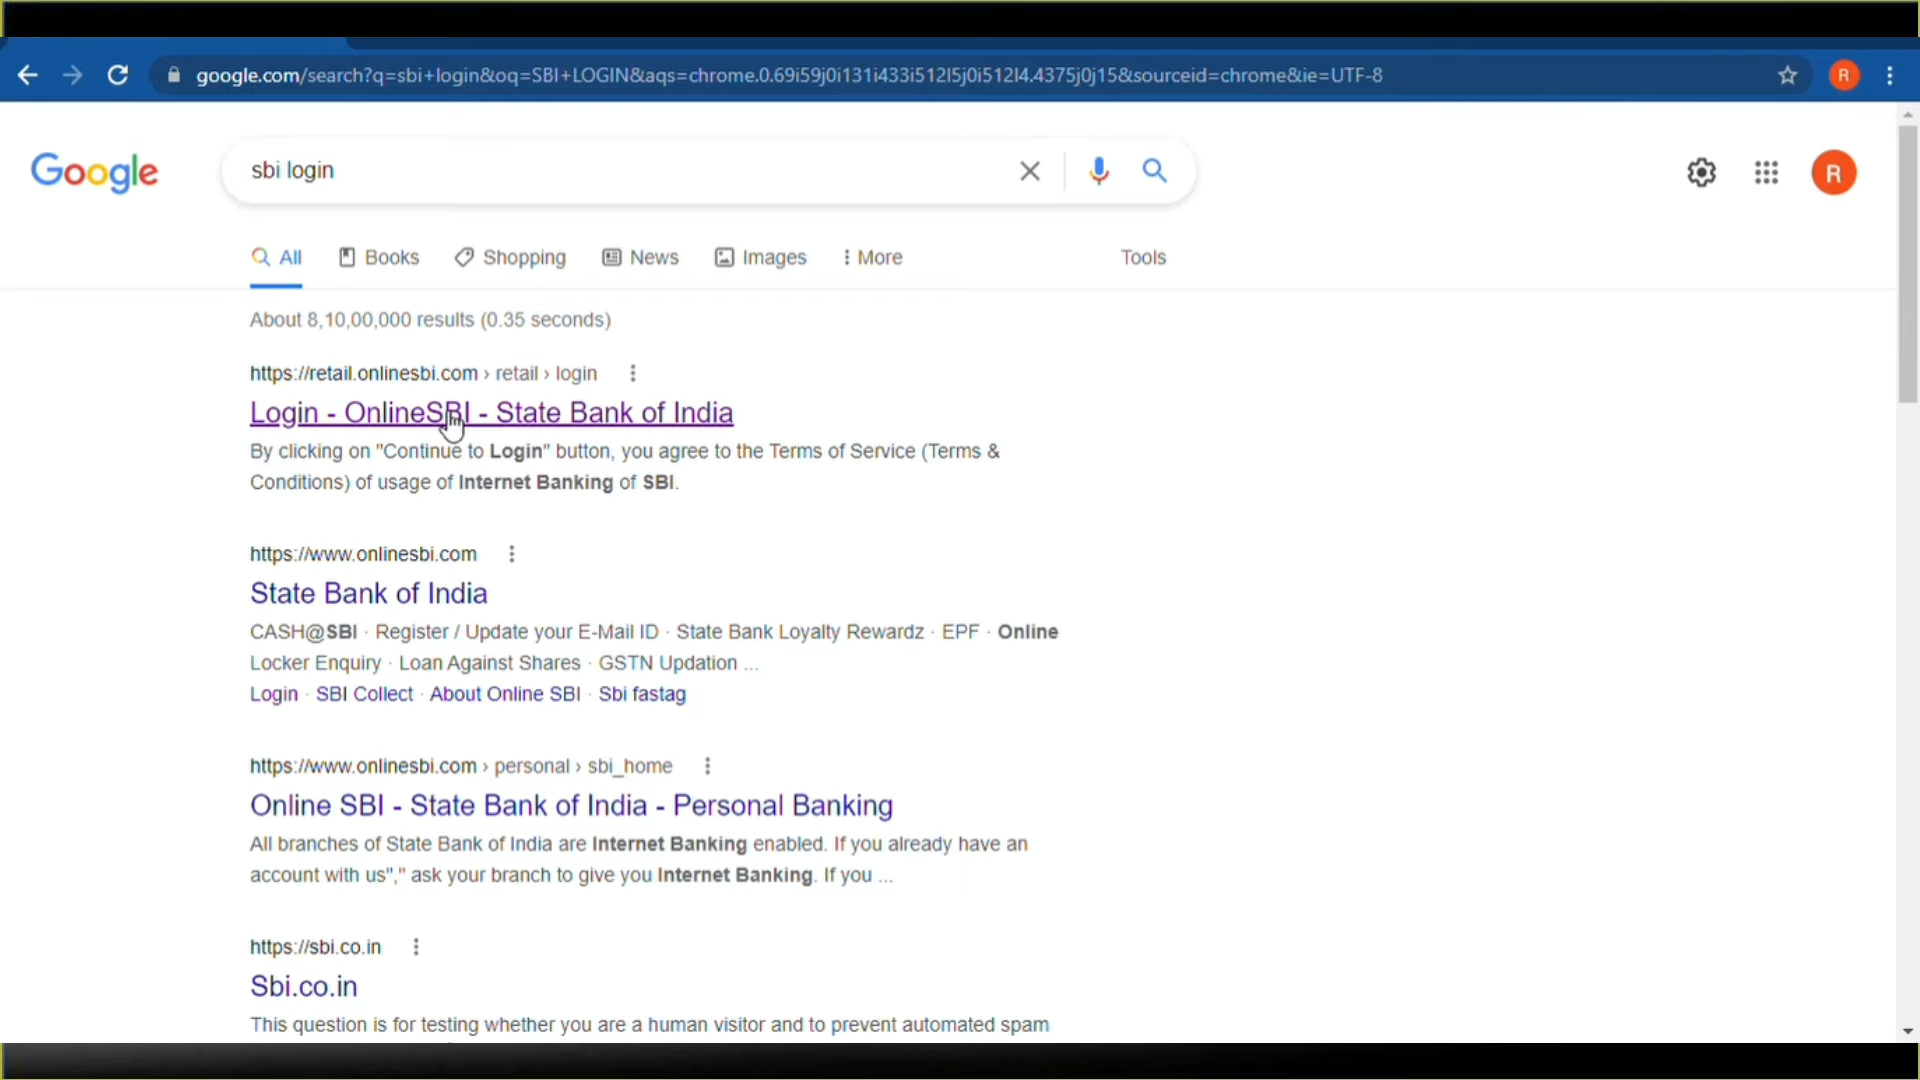 google.com/search?q=sbi+login&oq=SBI+LOGIN&aqs=chrome.0.69i59j0i131i433i512l5j0i512l4.4375j0j15&sourceid=chrome&ie=UTF-8
R
Google
sbi login
R
All
Books
Shopping
News
Images
More
Tools
About 8,10,00,000 results (0.35 seconds)
https://retail.onlinesbi.com › retail › login
Login - OnlineSBI - State Bank of India
By clicking on "Continue to Login" button, you agree to the Terms of Service (Terms &
Conditions) of usage of Internet Banking of SBI.
https://www.onlinesbi.com
State Bank of India
CASH@SBI · Register / Update your E-Mail ID · State Bank Loyalty Rewardz · EPF · Online
Locker Enquiry · Loan Against Shares · GSTN Updation ...
Login · SBI Collect · About Online SBI · Sbi fastag
https://www.onlinesbi.com › personal › sbi_home
Online SBI - State Bank of India - Personal Banking
All branches of State Bank of India are Internet Banking enabled. If you already have an
account with us"," ask your branch to give you Internet Banking. If you ...
https://sbi.co.in
Sbi.co.in
This question is for testing whether you are a human visitor and to prevent automated spam